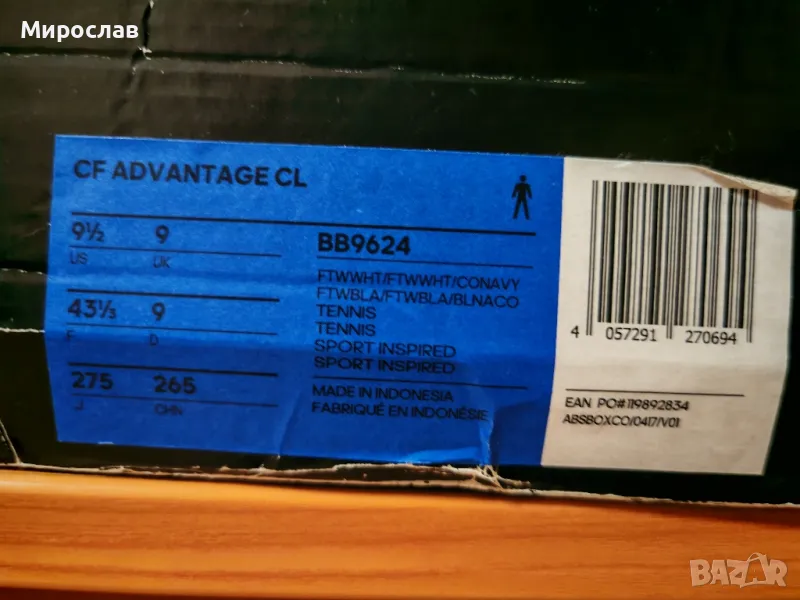 Мирослав
CF ADVANTAGE CL
9½ 9
US UK
43⅓ 9
F D
275 265
J CHN
BB9624
FTWWHT/FTWWHT/CONAVY
FTWBLA/FTWBLA/BLNACO
TENNIS
TENNIS
SPORT INSPIRED
SPORT INSPIRED
MADE IN INDONESIA
FABRIQUÉ EN INDONÉSIE
4 057291 270694
EAN PO#119892834
ABSBOXCO/0417/V01
BAZAR